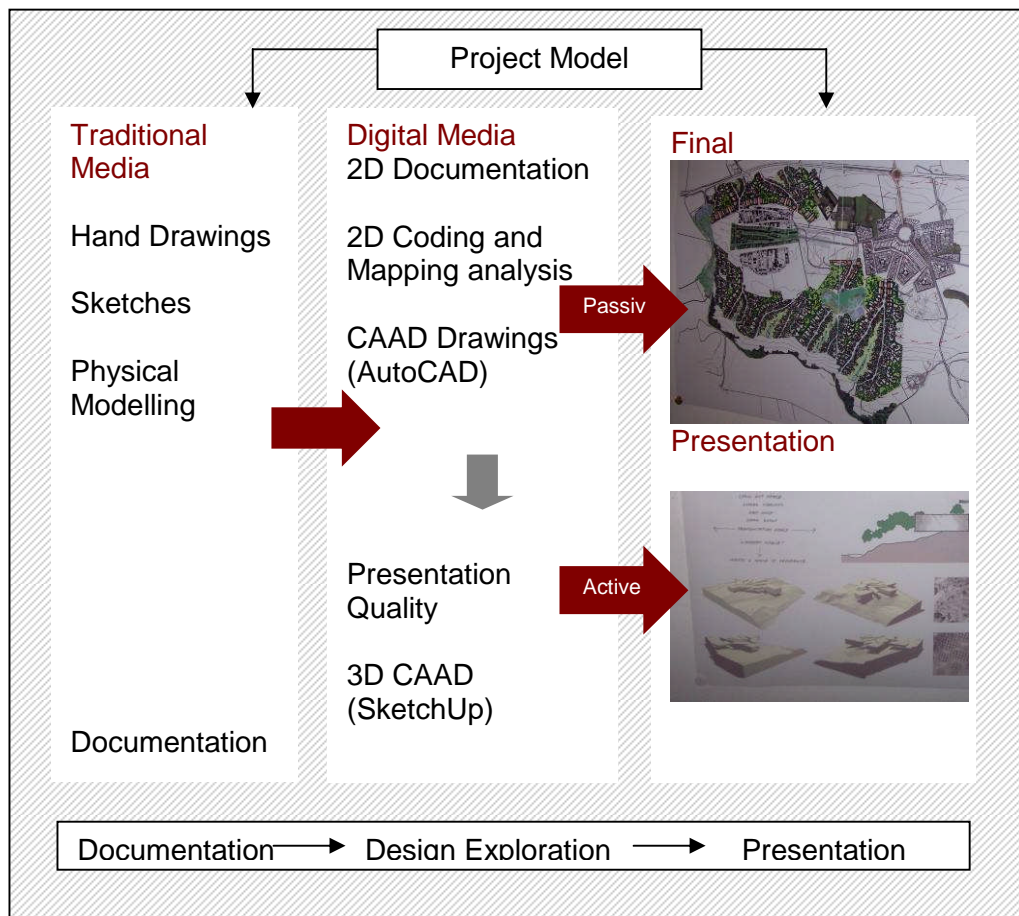 Project Model
Traditional
Media
Hand Drawings
Sketches
Physical
Modelling
Documentation
Digital Media
2D Documentation
2D Coding and
Mapping analysis
CAAD Drawings
(AutoCAD)
Presentation
Quality
3D CAAD
(SketchUp)
Passiv
Active
Final
Presentation
Documentation
Design Exploration
Presentation